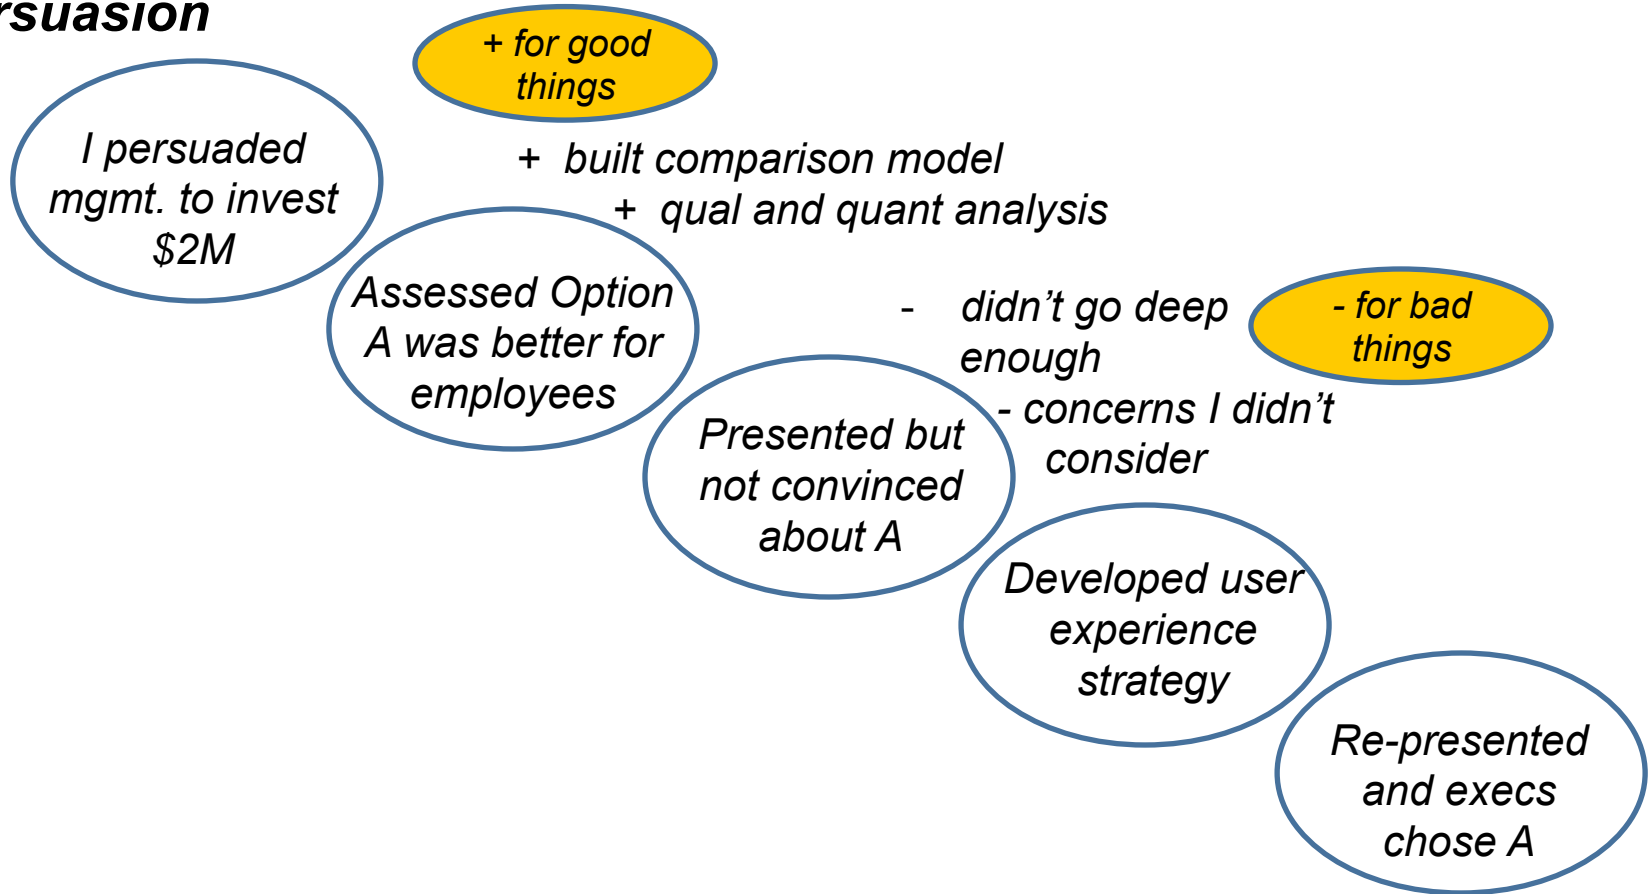 rsuasion
+ for good
things
I persuaded
mgmt. to invest
$2M
+ built comparison model
+ qual and quant analysis
Assessed Option
A was better for
employees
- didn’t go deep
enough
- concerns I didn’t
consider
- for bad
things
Presented but
not convinced
about A
Developed user
experience
strategy
Re-presented
and execs
chose A